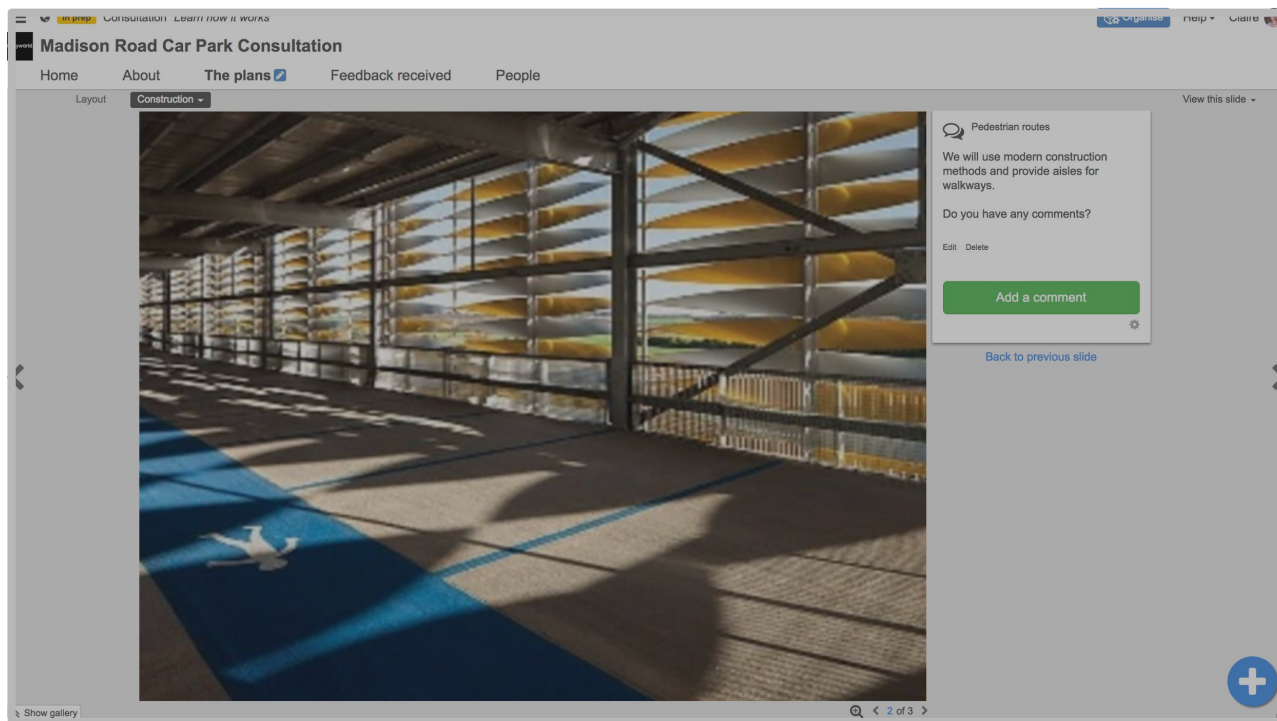 In prep Consultation Learn how it works
Organise Help Claire
Madison Road Car Park Consultation
Home About The plans Feedback received People
Layout Construction View this slide
Pedestrian routes
We will use modern construction
methods and provide aisles for
walkways.
Do you have any comments?
Edit Delete
Add a comment
Back to previous slide
Show gallery
2 of 3